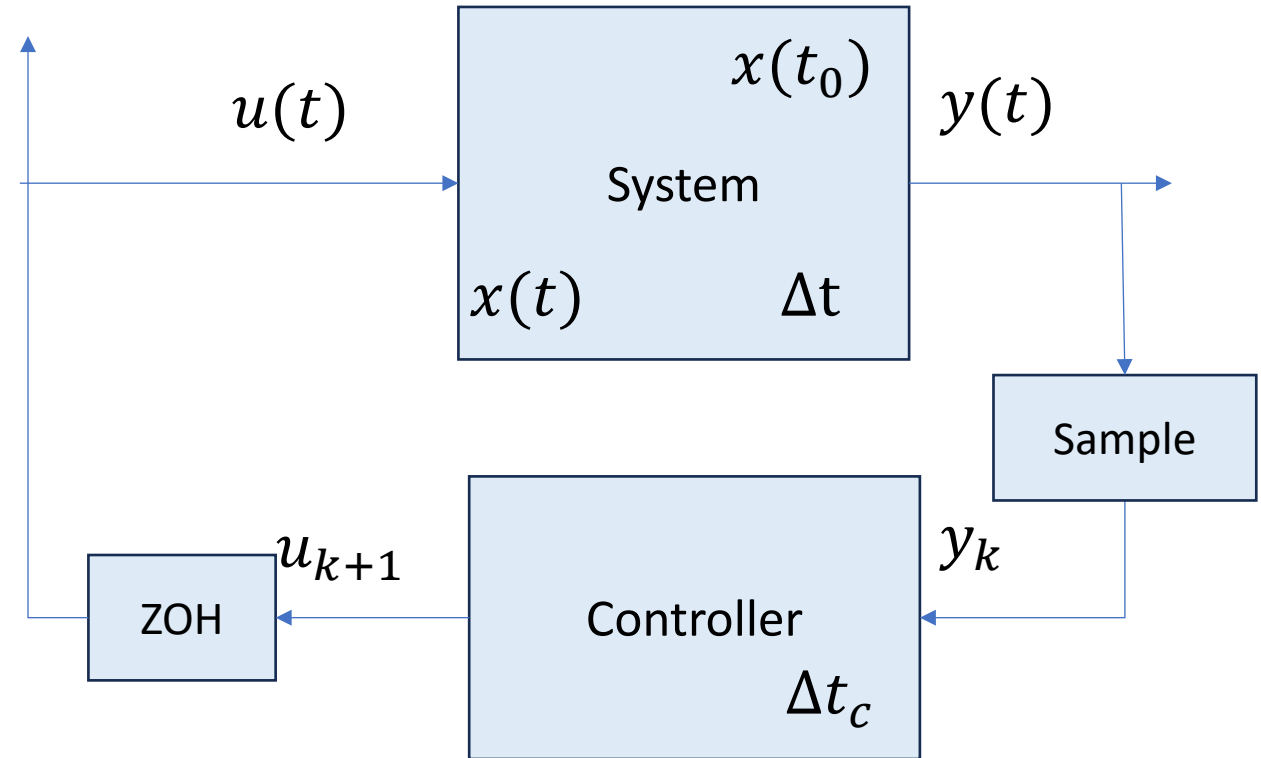 x(t₀)
u(t)
y(t)
System
x(t)
Δt
Sample
u_{k+1}
y_k
ZOH
Controller
Δt_c